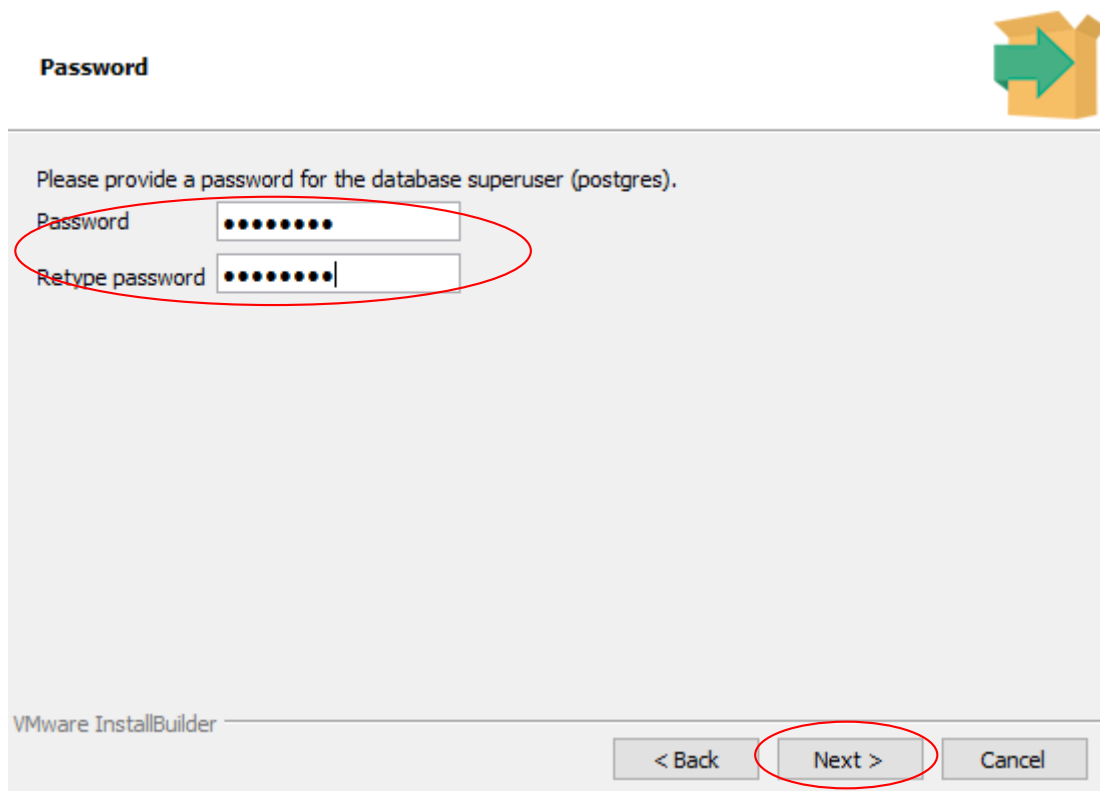 Password
Please provide a password for the database superuser (postgres).
Password ••••••••
Retype password ••••••••
VMware InstallBuilder
< Back Next > Cancel